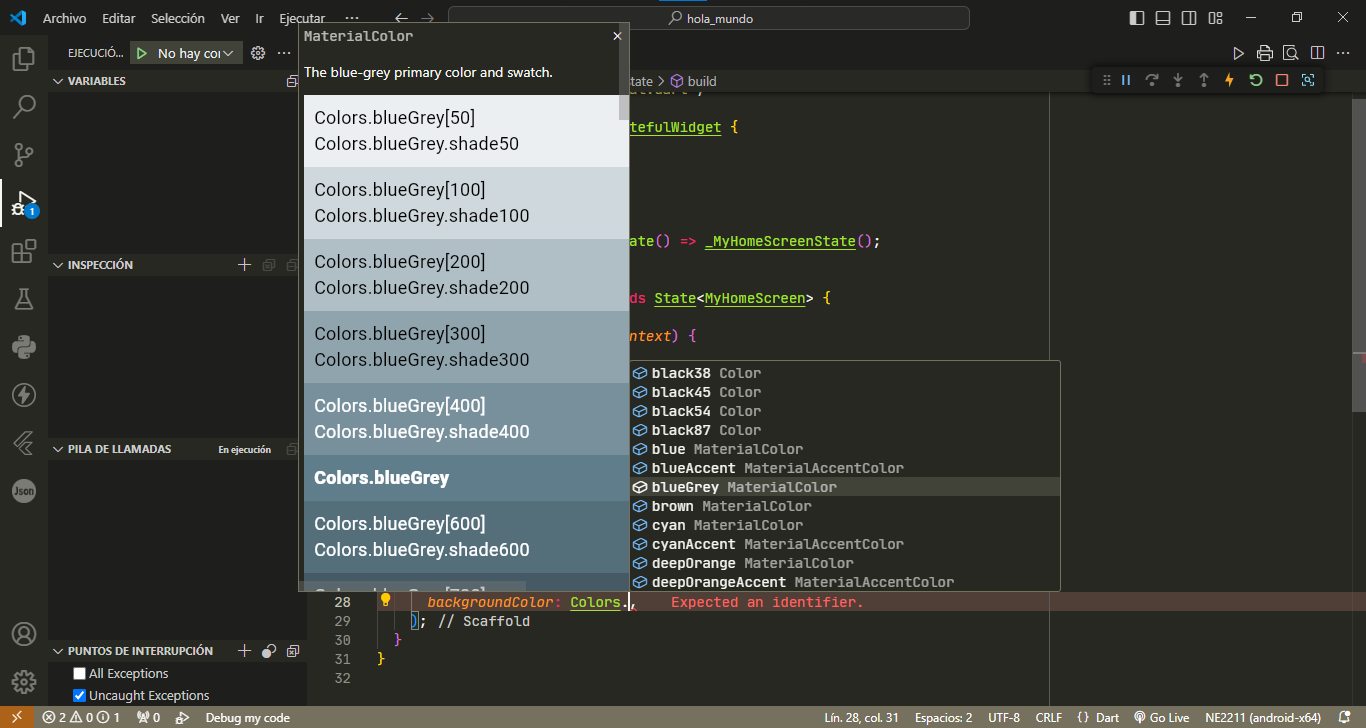 Archivo Editar Selección Ver Ir Ejecutar ···
hola_mundo
EJECUCIÓ... No hay coı
VARIABLES
INSPECCIÓN
PILA DE LLAMADAS En ejecución
PUNTOS DE INTERRUPCIÓN
All Exceptions
Uncaught Exceptions
1
Json
MaterialColor
The blue-grey primary color and swatch.
Colors.blueGrey[50]
Colors.blueGrey.shade50
Colors.blueGrey[100]
Colors.blueGrey.shade100
Colors.blueGrey[200]
Colors.blueGrey.shade200
Colors.blueGrey[300]
Colors.blueGrey.shade300
Colors.blueGrey[400]
Colors.blueGrey.shade400
Colors.blueGrey
Colors.blueGrey[600]
Colors.blueGrey.shade600
tate > build
tefulWidget {
ate() => _MyHomeScreenState();
ds State<MyHomeScreen> {
ntext) {
black38 Color
black45 Color
black54 Color
black87 Color
blue MaterialColor
blueAccent MaterialAccentColor
blueGrey MaterialColor
brown MaterialColor
cyan MaterialColor
cyanAccent MaterialAccentColor
deepOrange MaterialColor
deepOrangeAccent MaterialAccentColor
28 backgroundColor: Colors., Expected an identifier.
29 ); // Scaffold
30 }
31 }
32
2 0 1 0 Debug my code Lín. 28, col. 31 Espacios: 2 UTF-8 CRLF {} Dart Go Live NE2211 (android-x64)